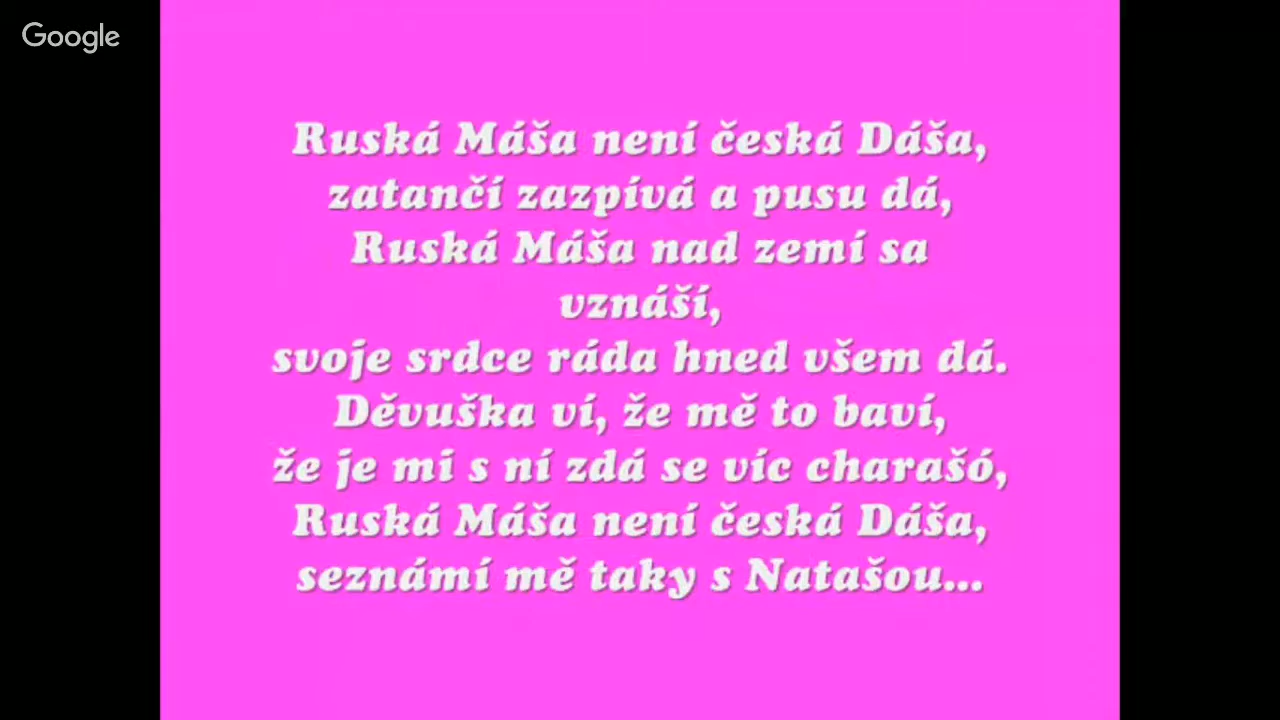 Google
Ruská Máša není česká Dáša,
zatančí zazpívá a pusu dá,
Ruská Máša nad zemí sa
vznáší,
svoje srdce ráda hned všem dá.
Děvuška ví, že mě to baví,
že je mi s ní zdá se víc charašó,
Ruská Máša není česká Dáša,
seznámí mě taky s Natašou...